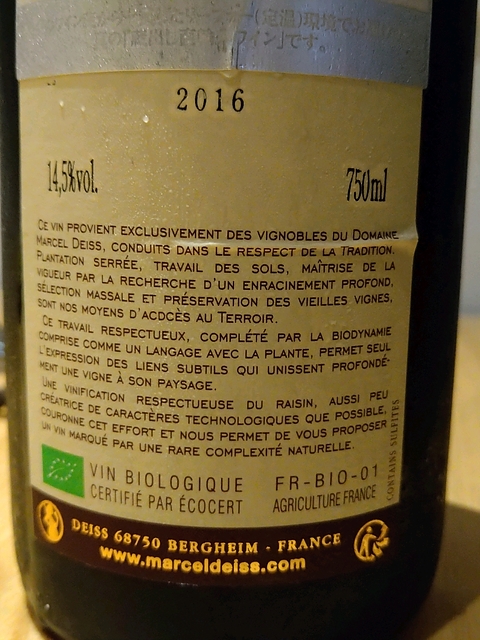 2016
14,5%vol. 750ml
CE VIN PROVIENT EXCLUSIVEMENT DES VIGNOBLES DU DOMAINE
MARCEL DEISS, CONDUITS DANS LE RESPECT DE LA TRADITION.
PLANTATION SERRÉE, TRAVAIL DES SOLS, MAÎTRISE DE LA
VIGUEUR PAR LA RECHERCHE D'UN ENRACINEMENT PROFOND,
SÉLECTION MASSALE ET PRÉSERVATION DES VIEILLES VIGNES,
SONT NOS MOYENS D'ACDCÈS AU TERROIR.
CE TRAVAIL RESPECTUEUX, COMPLÉTÉ PAR LA BIODYNAMIE
COMPRISE COMME UN LANGAGE AVEC LA PLANTE, PERMET SEUL
L'EXPRESSION DES LIENS SUBTILS QUI UNISSENT PROFONDÉ-
MENT UNE VIGNE À SON PAYSAGE.
UNE VINIFICATION RESPECTUEUSE DU RAISIN, AUSSI PEU
CRÉATRICE DE CARACTÈRES TECHNOLOGIQUES QUE POSSIBLE,
COURONNE CET EFFORT ET NOUS PERMET DE VOUS PROPOSER
UN VIN MARQUÉ PAR UNE RARE COMPLEXITÉ NATURELLE.
CONTAINS SULFITES
VIN BIOLOGIQUE FR-BIO-01
CERTIFIÉ PAR ÉCOCERT AGRICULTURE FRANCE
DEISS 68750 BERGHEIM - FRANCE
www.marceldeiss.com